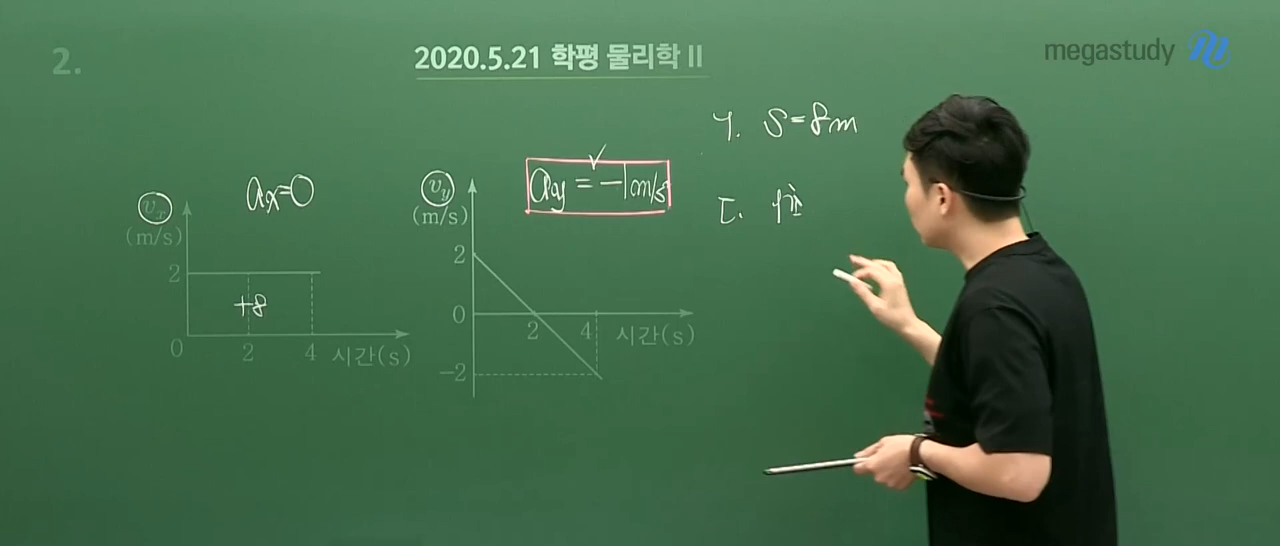 2.
2020.5.21 학평 물리학 II
megastudy
ㄴ. S=8m
ax=0
vx
(m/s)
2
+8
0
2
4
시간(s)
ay=-1m/s²
vy
(m/s)
2
0
2
4
시간(s)
-2
ㄷ.